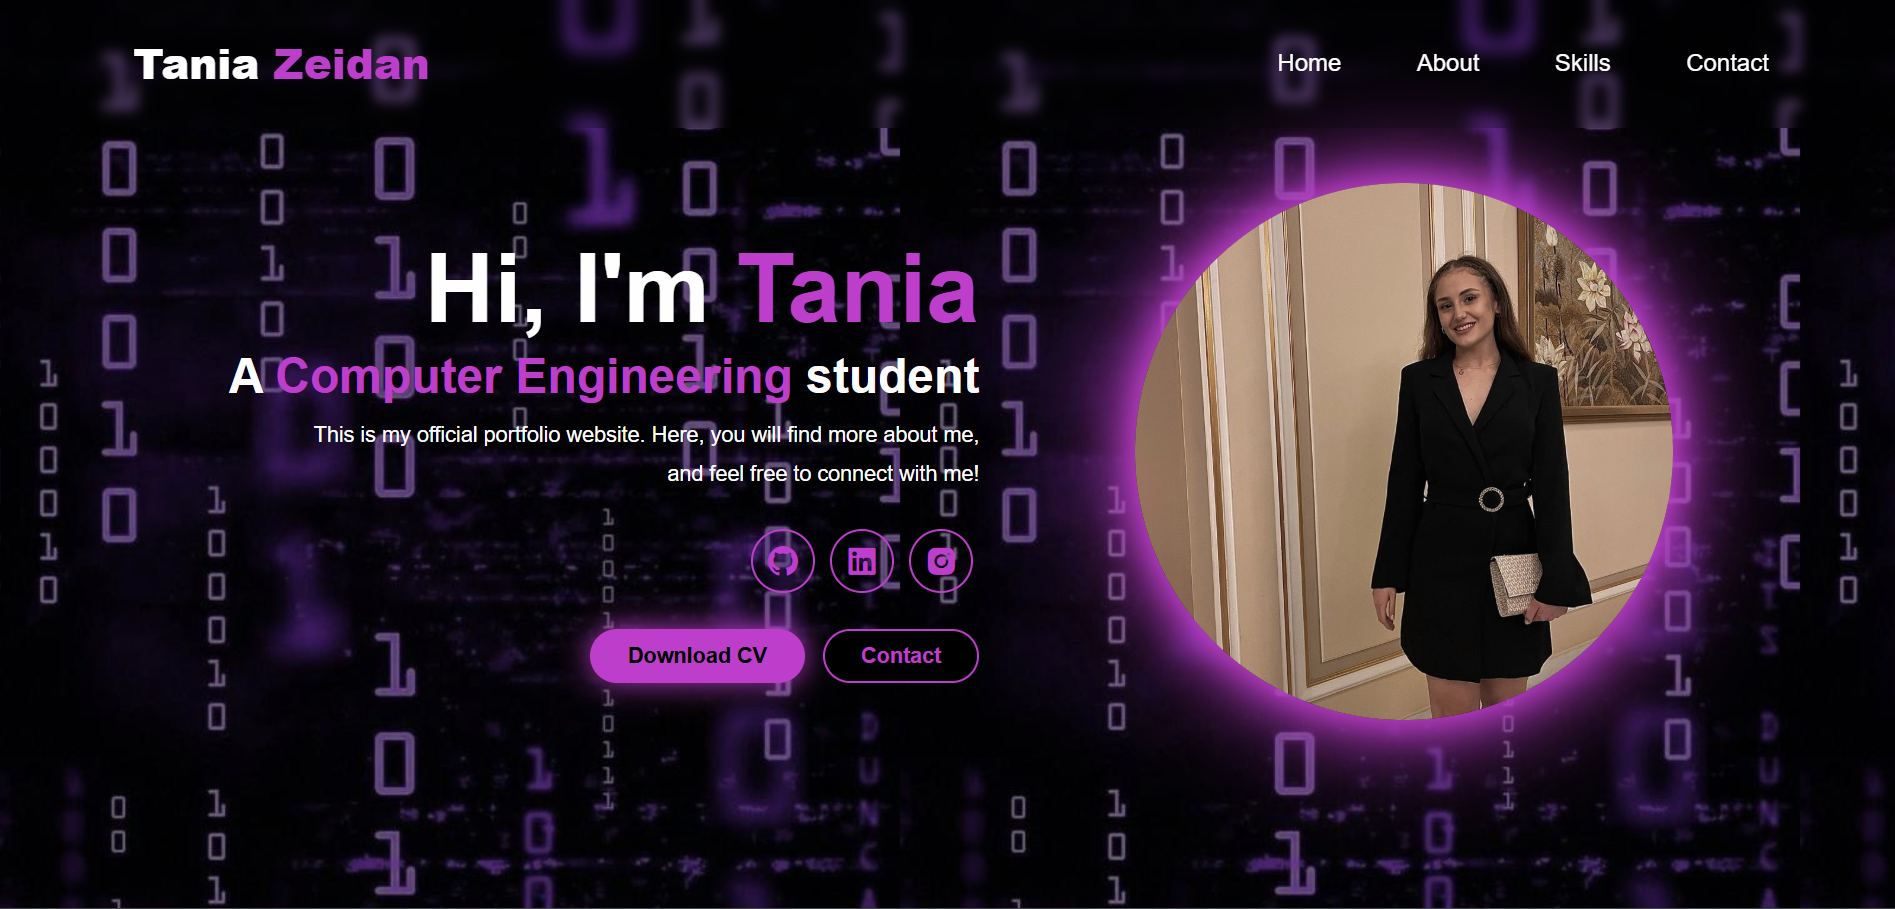 Tania Zeidan
Home About Skills Contact
Hi, I'm Tania
A Computer Engineering student
This is my official portfolio website. Here, you will find more about me,
and feel free to connect with me!
in
Download CV
Contact